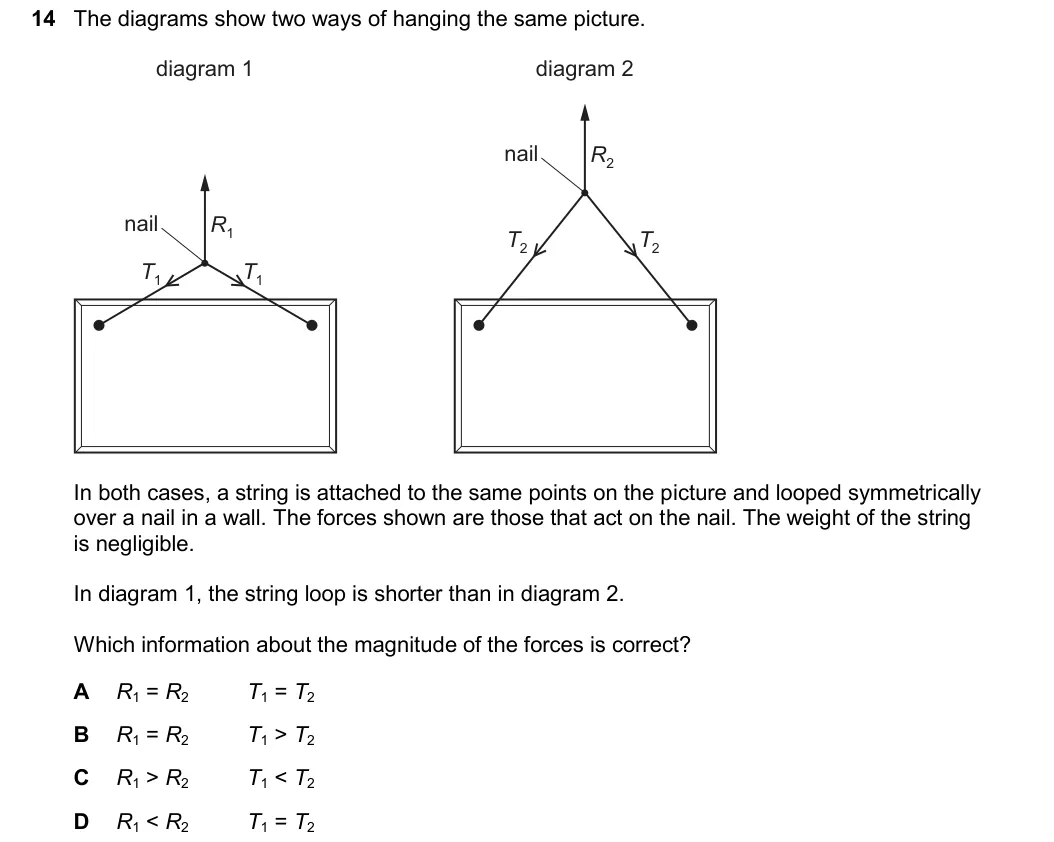 14 The diagrams show two ways of hanging the same picture.
diagram 1
diagram 2
nail
R₁
T₁
T₁
nail
R₂
T₂
T₂
In both cases, a string is attached to the same points on the picture and looped symmetrically
over a nail in a wall. The forces shown are those that act on the nail. The weight of the string
is negligible.
In diagram 1, the string loop is shorter than in diagram 2.
Which information about the magnitude of the forces is correct?
A R₁ = R₂ T₁ = T₂
B R₁ = R₂ T₁ > T₂
C R₁ > R₂ T₁ < T₂
D R₁ < R₂ T₁ = T₂